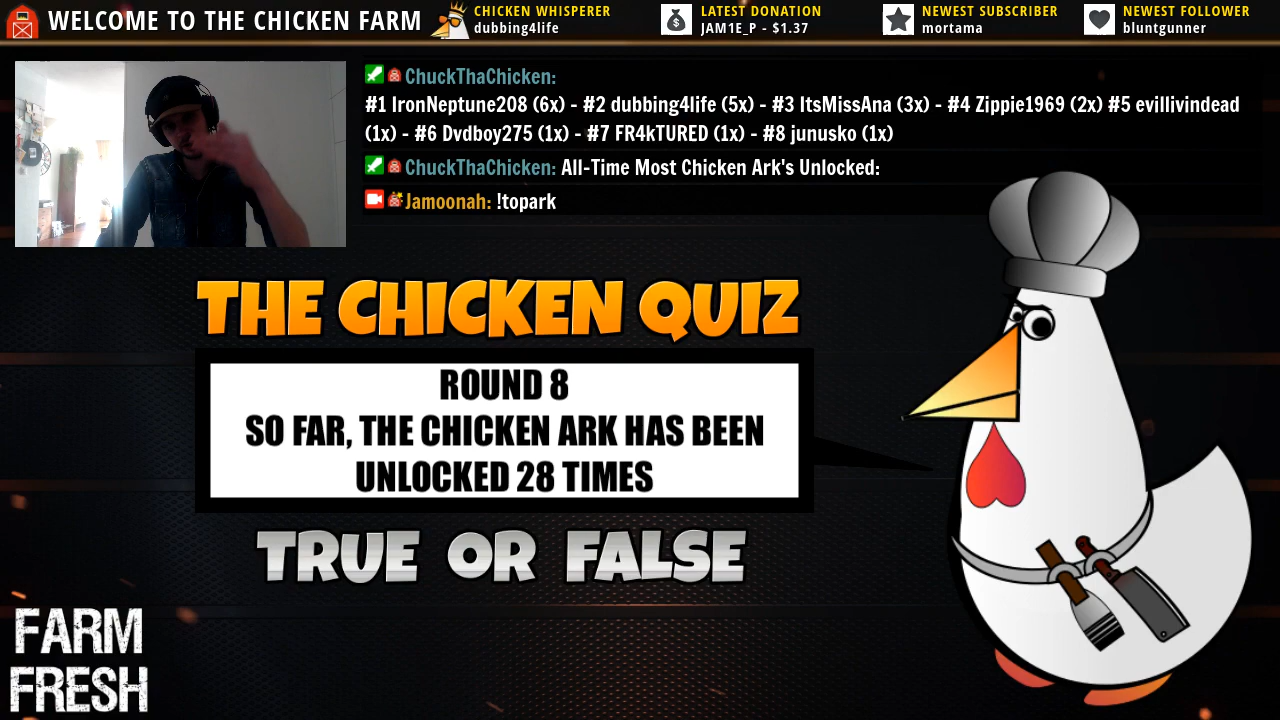 WELCOME TO THE CHICKEN FARM
CHICKEN WHISPERER
dubbing4life
LATEST DONATION
JAM1E_P - $1.37
NEWEST SUBSCRIBER
mortama
NEWEST FOLLOWER
bluntgunner
ChuckThaChicken:
#1 IronNeptune208 (6x) - #2 dubbing4life (5x) - #3 ItsMissAna (3x) - #4 Zippie1969 (2x) #5 evillivindead
(1x) - #6 Dvdboy275 (1x) - #7 FR4kTURED (1x) - #8 junusko (1x)
ChuckThaChicken: All-Time Most Chicken Ark's Unlocked:
Jamoonah: !topark
THE CHICKEN QUIZ
ROUND 8
SO FAR, THE CHICKEN ARK HAS BEEN
UNLOCKED 28 TIMES
TRUE OR FALSE
FARM
FRESH